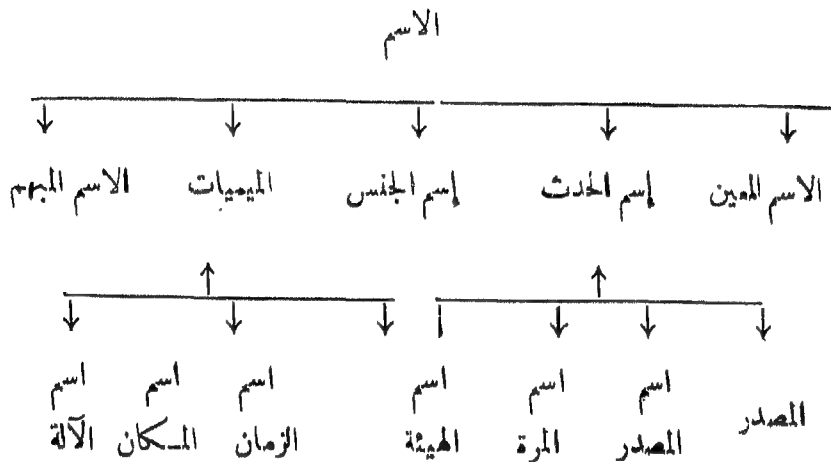 الاسم
الاسم المعين إسم الحدث إسم الجنس الميميات الاسم المبهم
المصدر اسم المصدر اسم المرة اسم الهيئة اسم الزمان اسم المـكان اسم الآلة